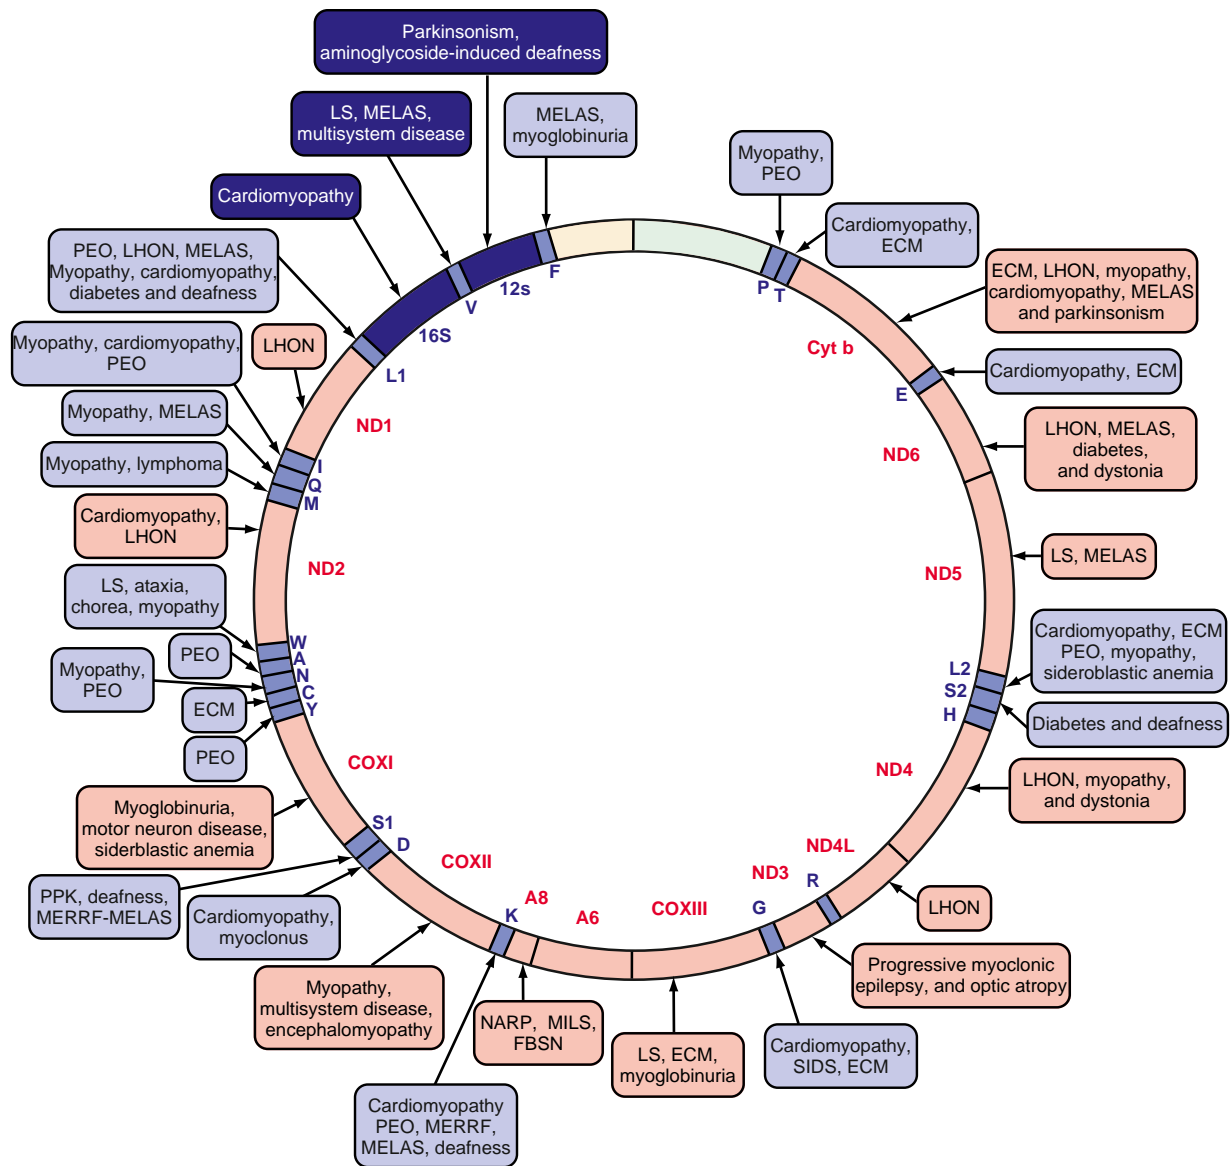 Parkinsonism,
aminoglycoside-induced deafness
LS, MELAS,
multisystem disease
MELAS,
myoglobinuria
Myopathy,
PEO
Cardiomyopathy
Cardiomyopathy,
ECM
PEO, LHON, MELAS,
Myopathy, cardiomyopathy,
diabetes and deafness
ECM, LHON, myopathy,
cardiomyopathy, MELAS
and parkinsonism
Myopathy, cardiomyopathy,
PEO
LHON
Cardiomyopathy, ECM
Myopathy, MELAS
LHON, MELAS,
diabetes,
and dystonia
Myopathy, lymphoma
Cardiomyopathy,
LHON
LS, MELAS
LS, ataxia,
chorea, myopathy
PEO
Cardiomyopathy, ECM
PEO, myopathy,
sideroblastic anemia
Myopathy,
PEO
ECM
Diabetes and deafness
PEO
LHON, myopathy,
and dystonia
Myoglobinuria,
motor neuron disease,
siderblastic anemia
PPK, deafness,
MERRF-MELAS
Cardiomyopathy,
myoclonus
LHON
Myopathy,
multisystem disease,
encephalomyopathy
Progressive myoclonic
epilepsy, and optic atropy
NARP, MILS,
FBSN
LS, ECM,
myoglobinuria
Cardiomyopathy,
SIDS, ECM
Cardiomyopathy
PEO, MERRF,
MELAS, deafness
F
P
T
V
12s
16S
Cyt b
L1
E
ND1
ND6
I
Q
M
ND2
ND5
W
A
N
C
Y
L2
S2
H
COXI
ND4
S1
D
COXII
ND4L
ND3
R
K
A8
A6
COXIII
G